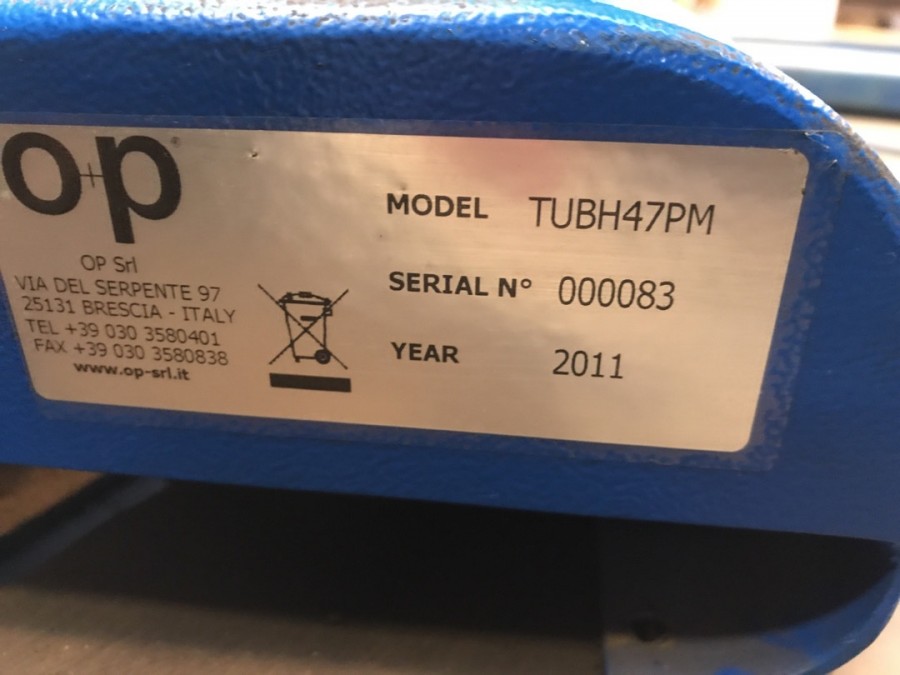 o+p
OP Srl
VIA DEL SERPENTE 97
25131 BRESCIA - ITALY
TEL +39 030 3580401
FAX +39 030 3580838
www.op-srl.it
MODEL TUBH47PM
SERIAL N° 000083
YEAR 2011